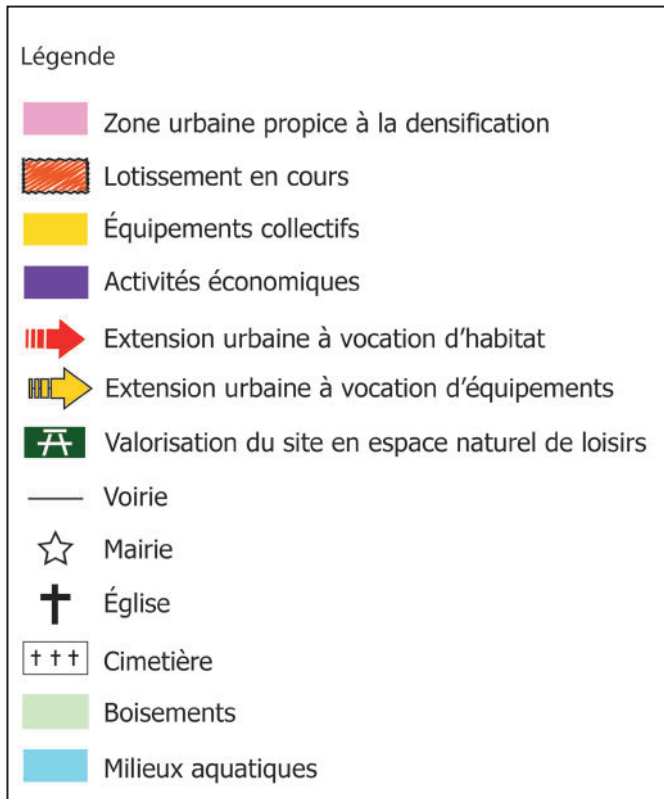 Légende
Zone urbaine propice à la densification
Lotissement en cours
Équipements collectifs
Activités économiques
Extension urbaine à vocation d’habitat
Extension urbaine à vocation d’équipements
Valorisation du site en espace naturel de loisirs
Voirie
Mairie
Église
Cimetière
Boisements
Milieux aquatiques